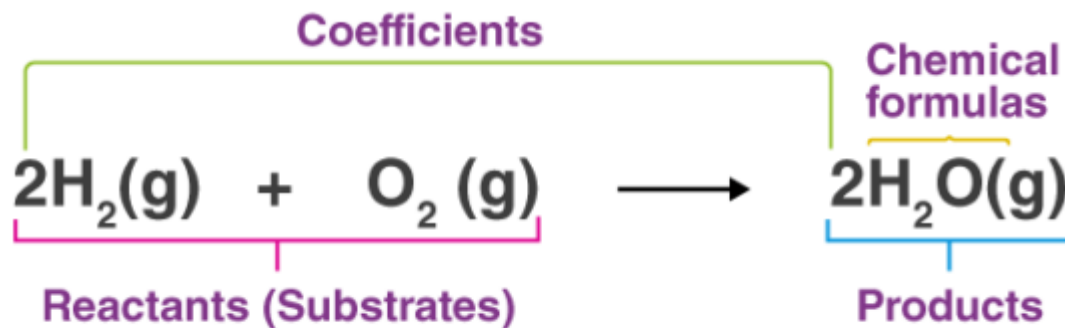 Coefficients
Chemical
formulas
2H₂(g) + O₂ (g) ⟶ 2H₂O(g)
Reactants (Substrates)
Products